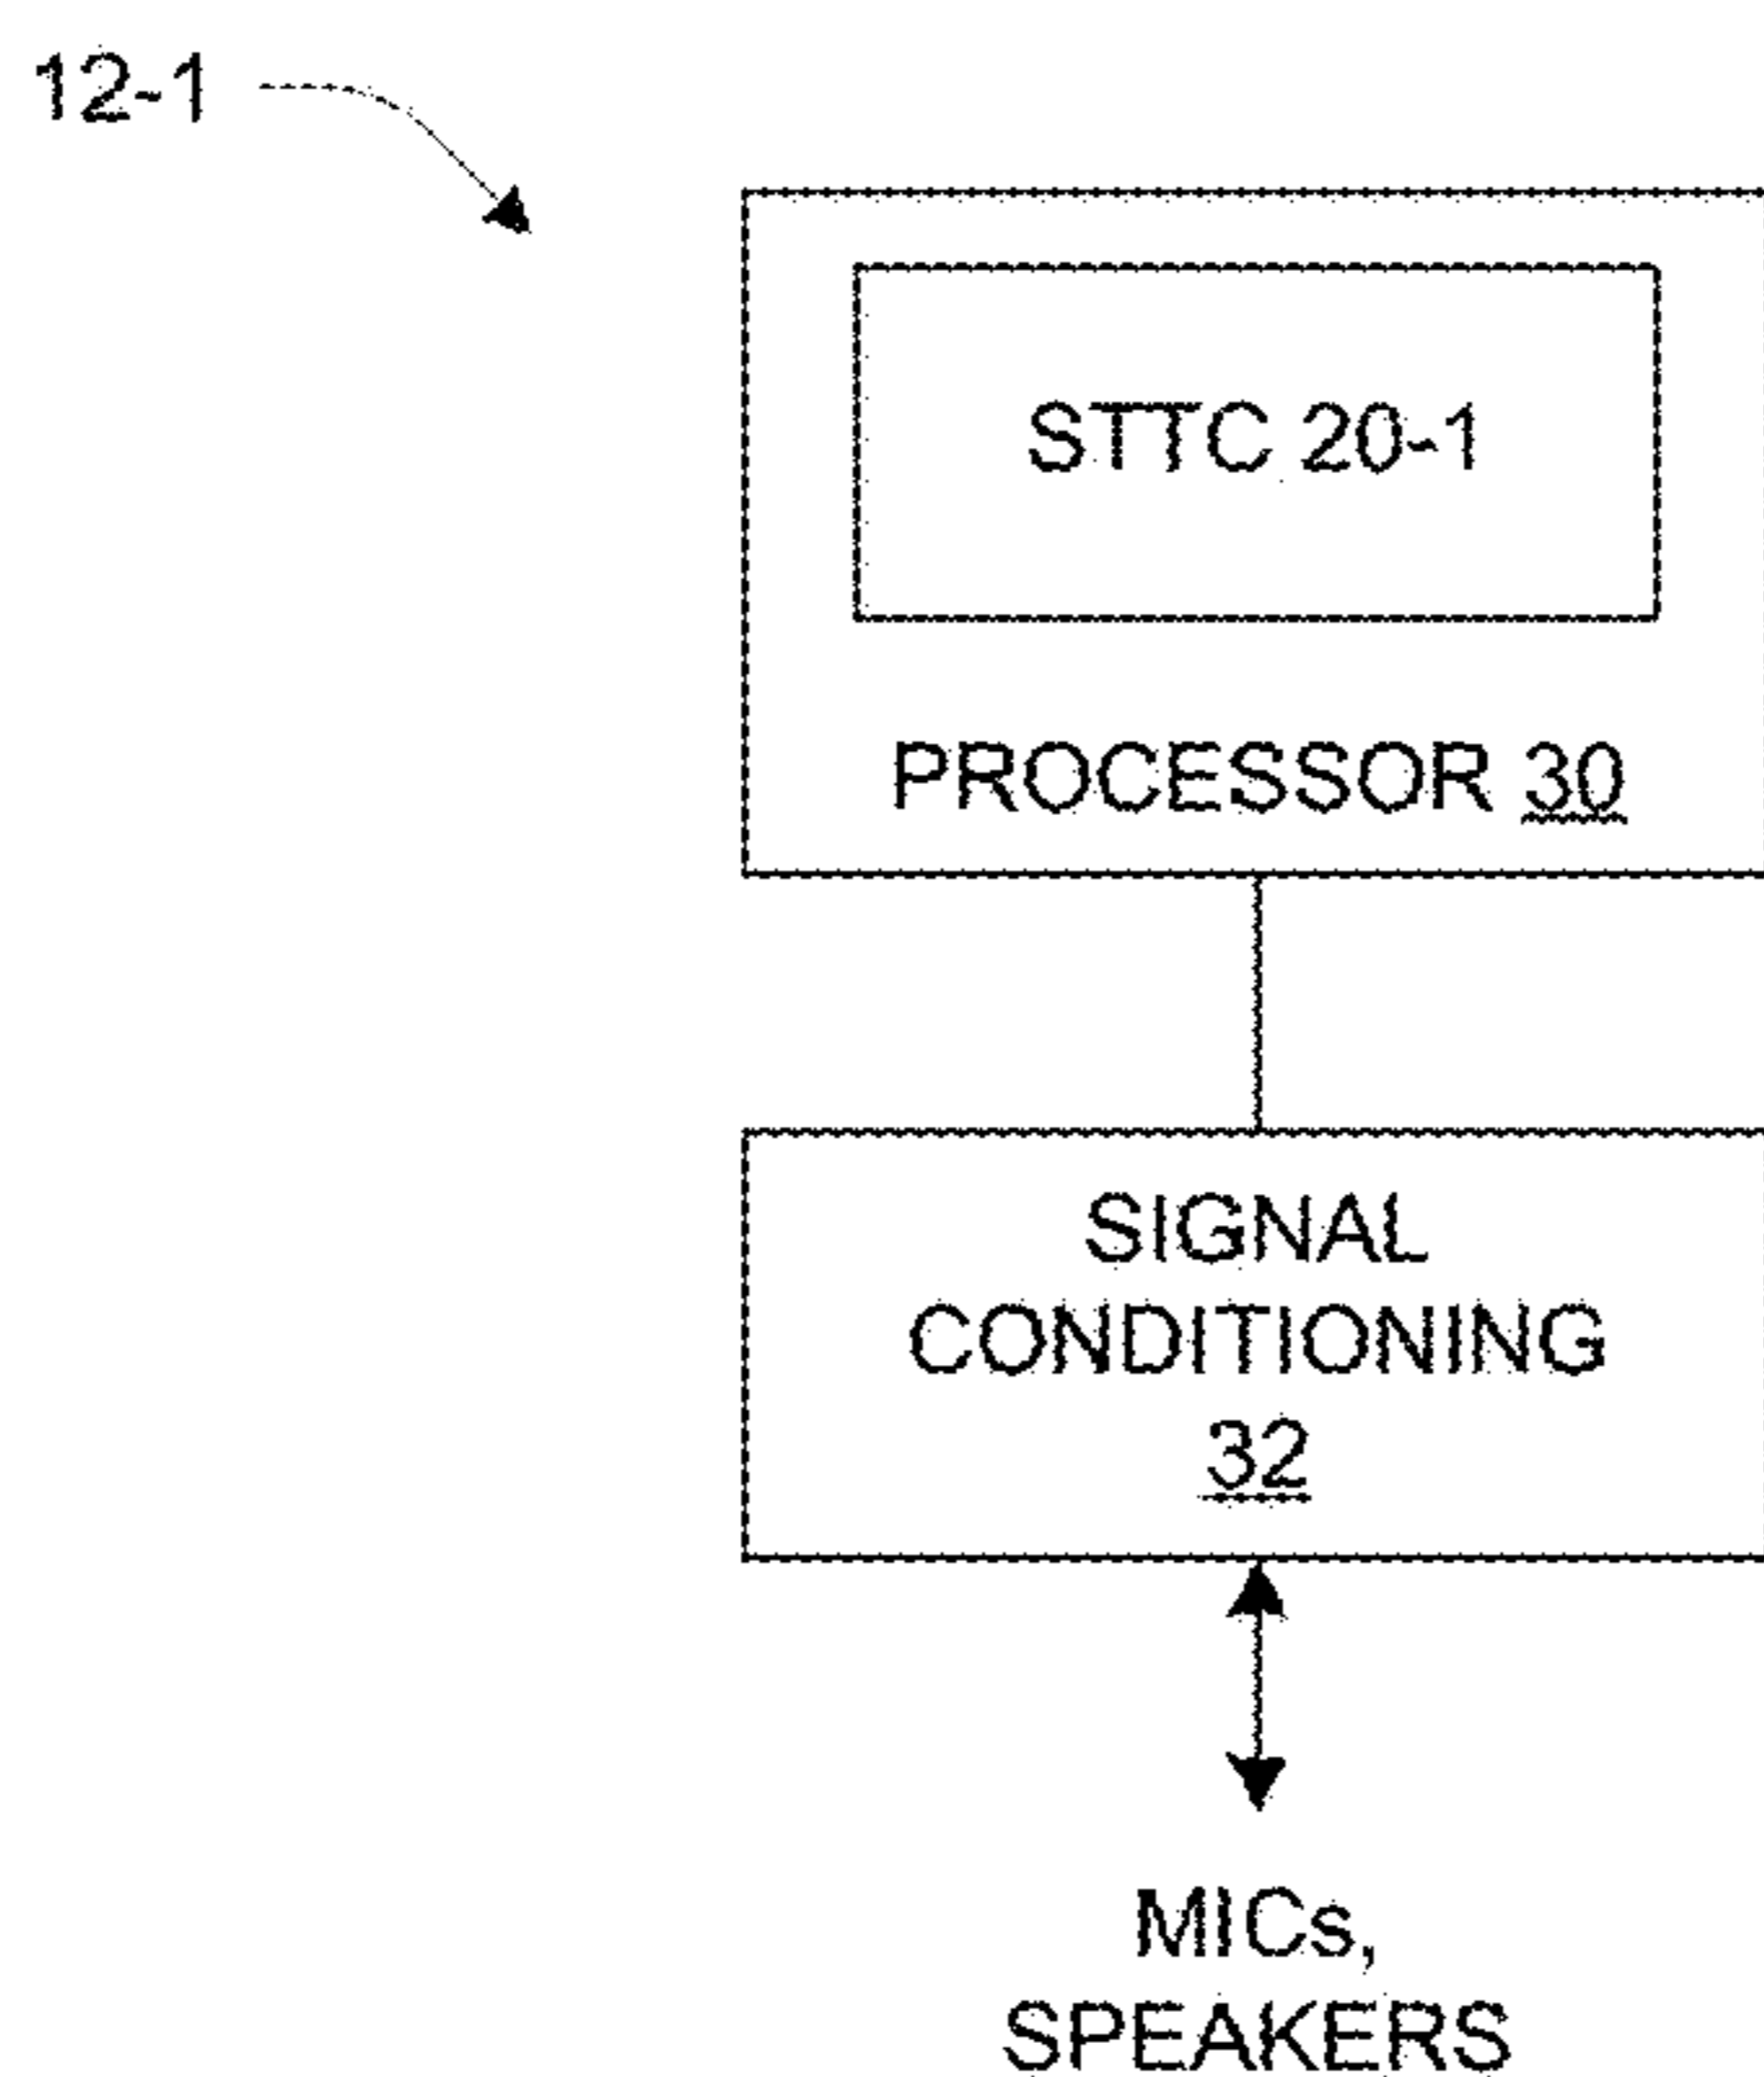 12-1
STTC 20-1
PROCESSOR 30
SIGNAL
CONDITIONING
32
MICs,
SPEAKERS